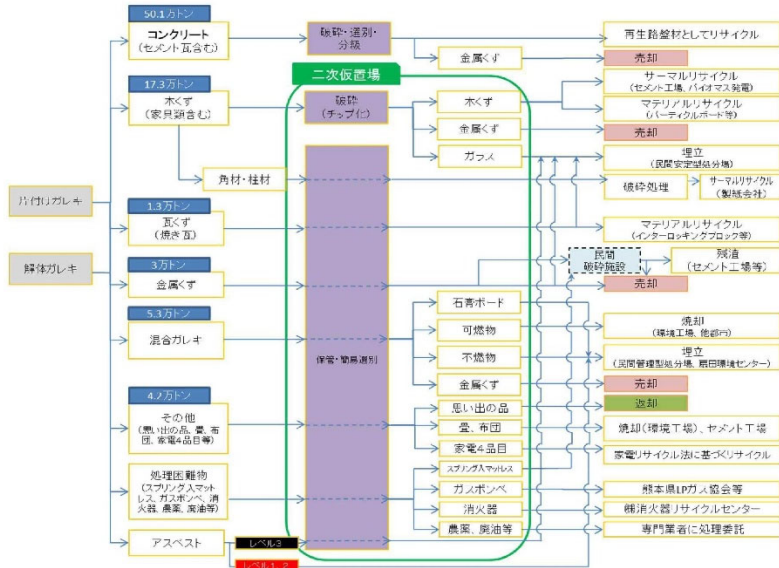 50.1万トン
コンクリート
(セメント瓦含む)
破砕・選別・
分級
再生路盤材としてリサイクル
金属くず
売却
二次仮置場
17.3万トン
木くず
(家具類含む)
破砕
(チップ化)
木くず
サーマルリサイクル
(セメント工場、バイオマス発電)
マテリアルリサイクル
(パーティクルボード等)
金属くず
売却
ガラス
埋立
(民間安定型処分場)
角材・柱材
破砕処理
サーマルリサイクル
(製紙会社)
片付けガレキ
解体ガレキ
1.3万トン
瓦くず
(焼き瓦)
マテリアルリサイクル
(インターロッキングブロック等)
3万トン
金属くず
民間
破砕施設
残渣
(セメント工場等)
売却
5.3万トン
混合ガレキ
保管・簡易選別
石膏ボード
可燃物
焼却
(環境工場、他都市)
不燃物
埋立
(民間管理型処分場、扇田環境センター)
金属くず
売却
4.2万トン
その他
(思い出の品、畳、布
団、家電4品目等)
思い出の品
返却
畳、布団
焼却(環境工場)、セメント工場
家電4品目
家電リサイクル法に基づくリサイクル
処理困難物
(スプリング入マット
レス、ガスボンベ、消
火器、農薬、廃油等)
スプリング入マットレス
ガスボンベ
熊本県LPガス協会等
消火器
㈱消火器リサイクルセンター
農薬、廃油等
専門業者に処理委託
アスベスト
レベル3
レベル1、2